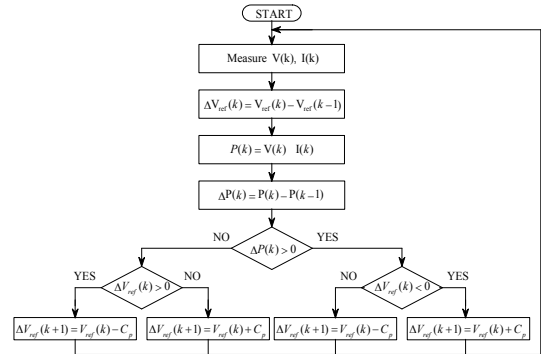 START
Measure V(k), I(k)
ΔV_ref(k) = V_ref(k) − V_ref(k−1)
P(k) = V(k) I(k)
ΔP(k) = P(k) − P(k−1)
NO ΔP(k) > 0 YES
YES ΔV_ref(k) > 0 NO NO ΔV_ref(k) < 0 YES
ΔV_ref(k+1) = V_ref(k) − C_p ΔV_ref(k+1) = V_ref(k) + C_p ΔV_ref(k+1) = V_ref(k) − C_p ΔV_ref(k+1) = V_ref(k) + C_p